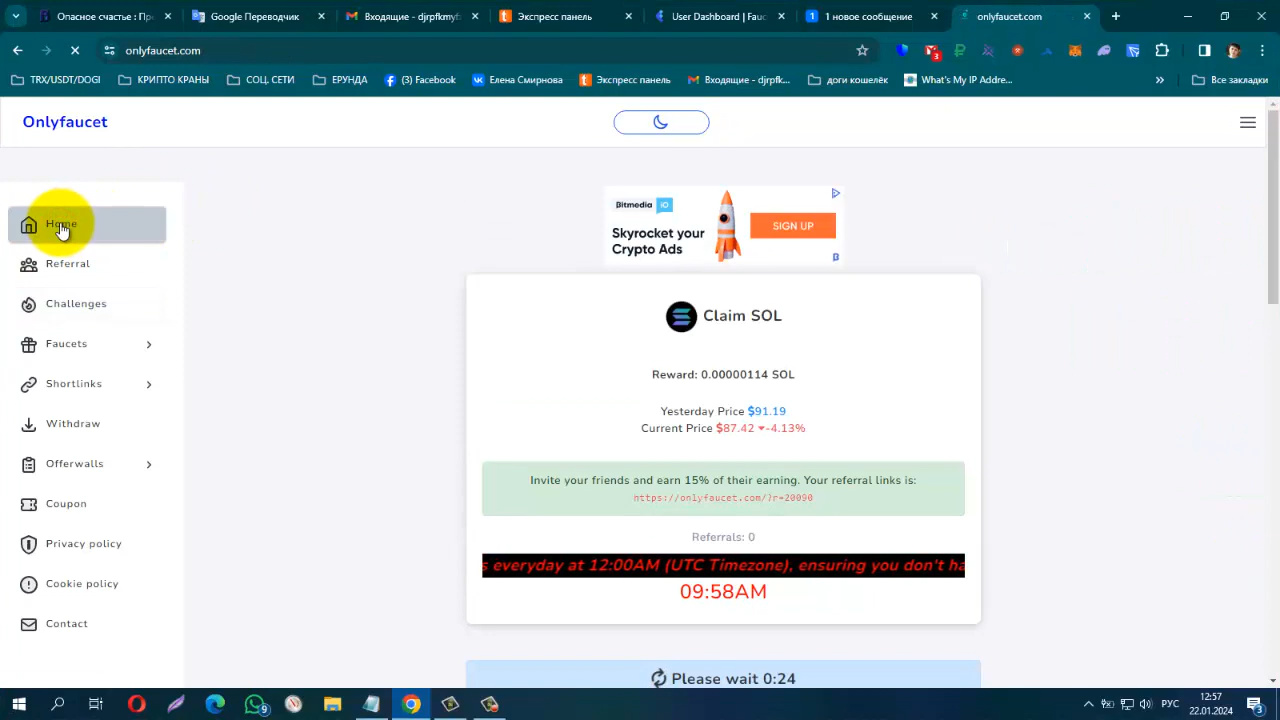 Опасная счастье : Пр
Google Переводчик
Входящие - djrpfkmyf
Экспресс панель
User Dashboard | Fauc
1 новое сообщение
onlyfaucet.com
onlyfaucet.com
3
TRX/USDT/DOGI
КРИПТО КРАНЫ
СОЦ. СЕТИ
ЕРУНДА
(3) Facebook
Елена Смирнова
Экспресс панель
Входящие - djrpf...
доги кошелёк
What's My IP Addre...
Все закладки
Onlyfaucet
Home
Referral
Challenges
Faucets
Shortlinks
Withdraw
Offerwalls
Coupon
Privacy policy
Cookie policy
Contact
Bitmedia IO
Skyrocket your
Crypto Ads
SIGN UP
Claim SOL
Reward: 0.00000114 SOL
Yesterday Price $91.19
Current Price $87.42 -4.13%
Invite your friends and earn 15% of their earning. Your referral links is:
https://onlyfaucet.com/?r=20090
Referrals: 0
s everyday at 12:00AM (UTC Timezone), ensuring you don't ha
09:58AM
Please wait 0:24
9
РУС
12:57
22.01.2024
3